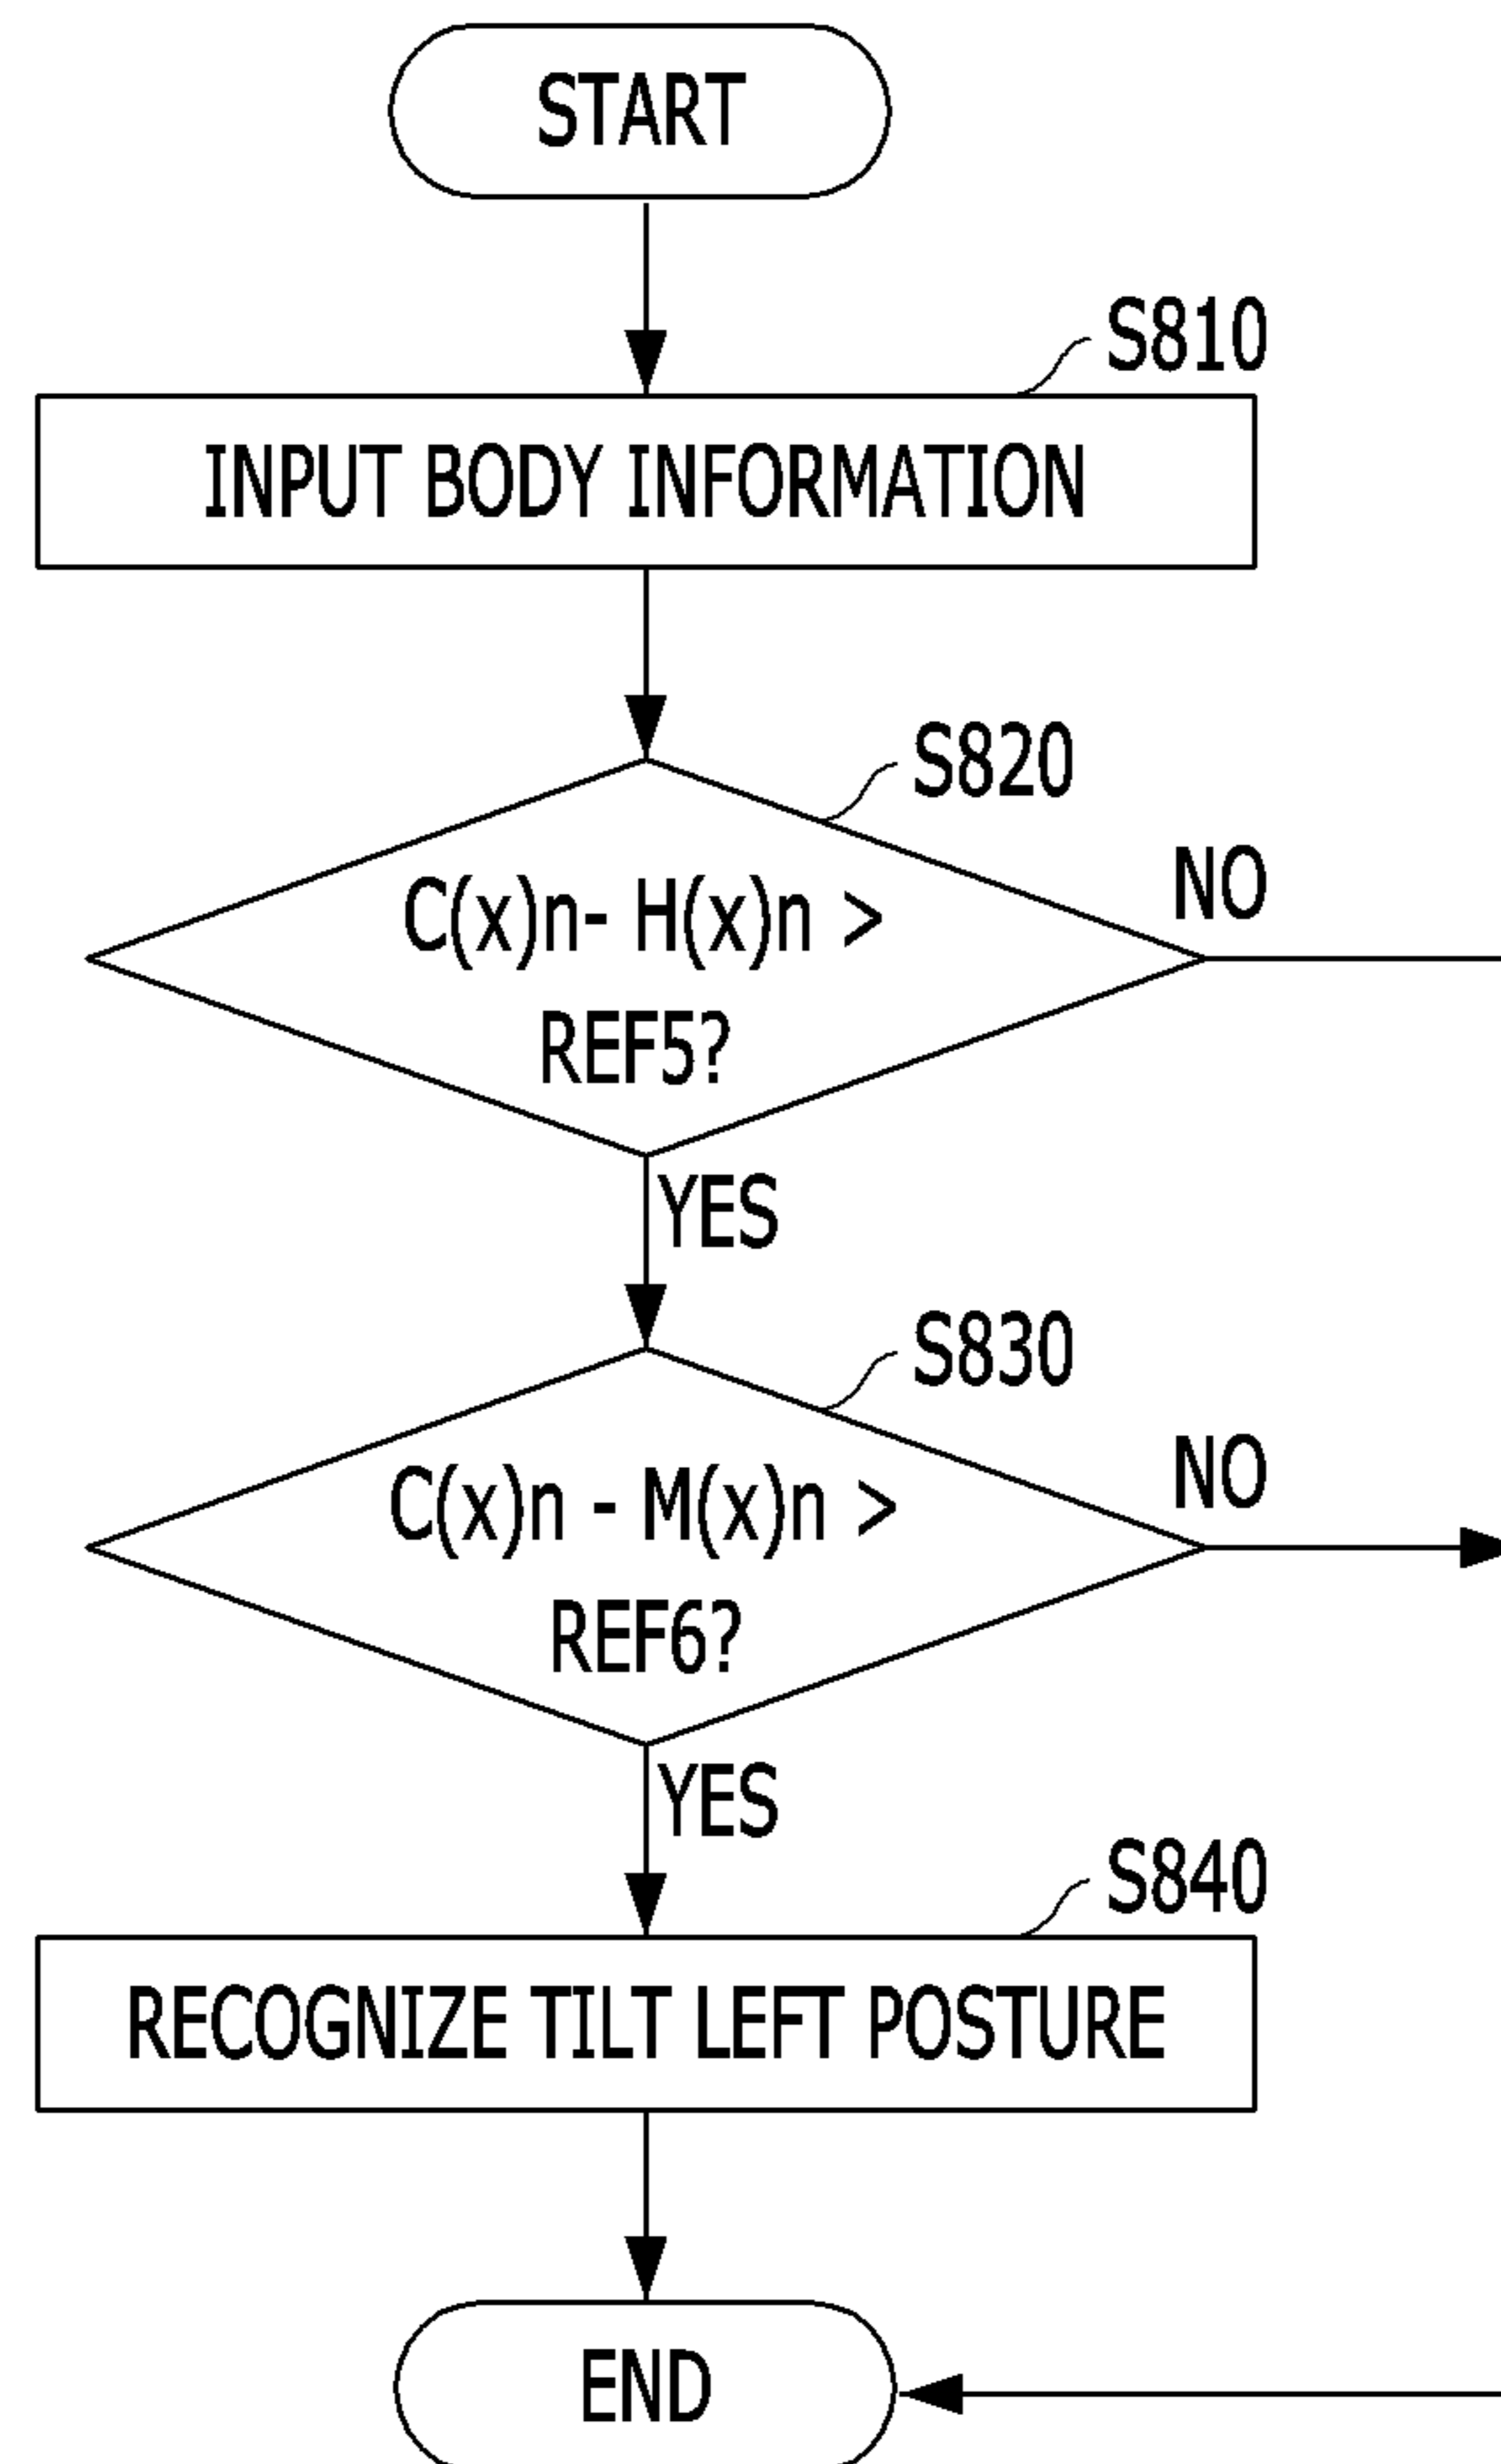 START
S810
INPUT BODY INFORMATION
S820
C(x)n- H(x)n >
REF5?
NO
YES
S830
C(x)n - M(x)n >
REF6?
NO
YES
S840
RECOGNIZE TILT LEFT POSTURE
END